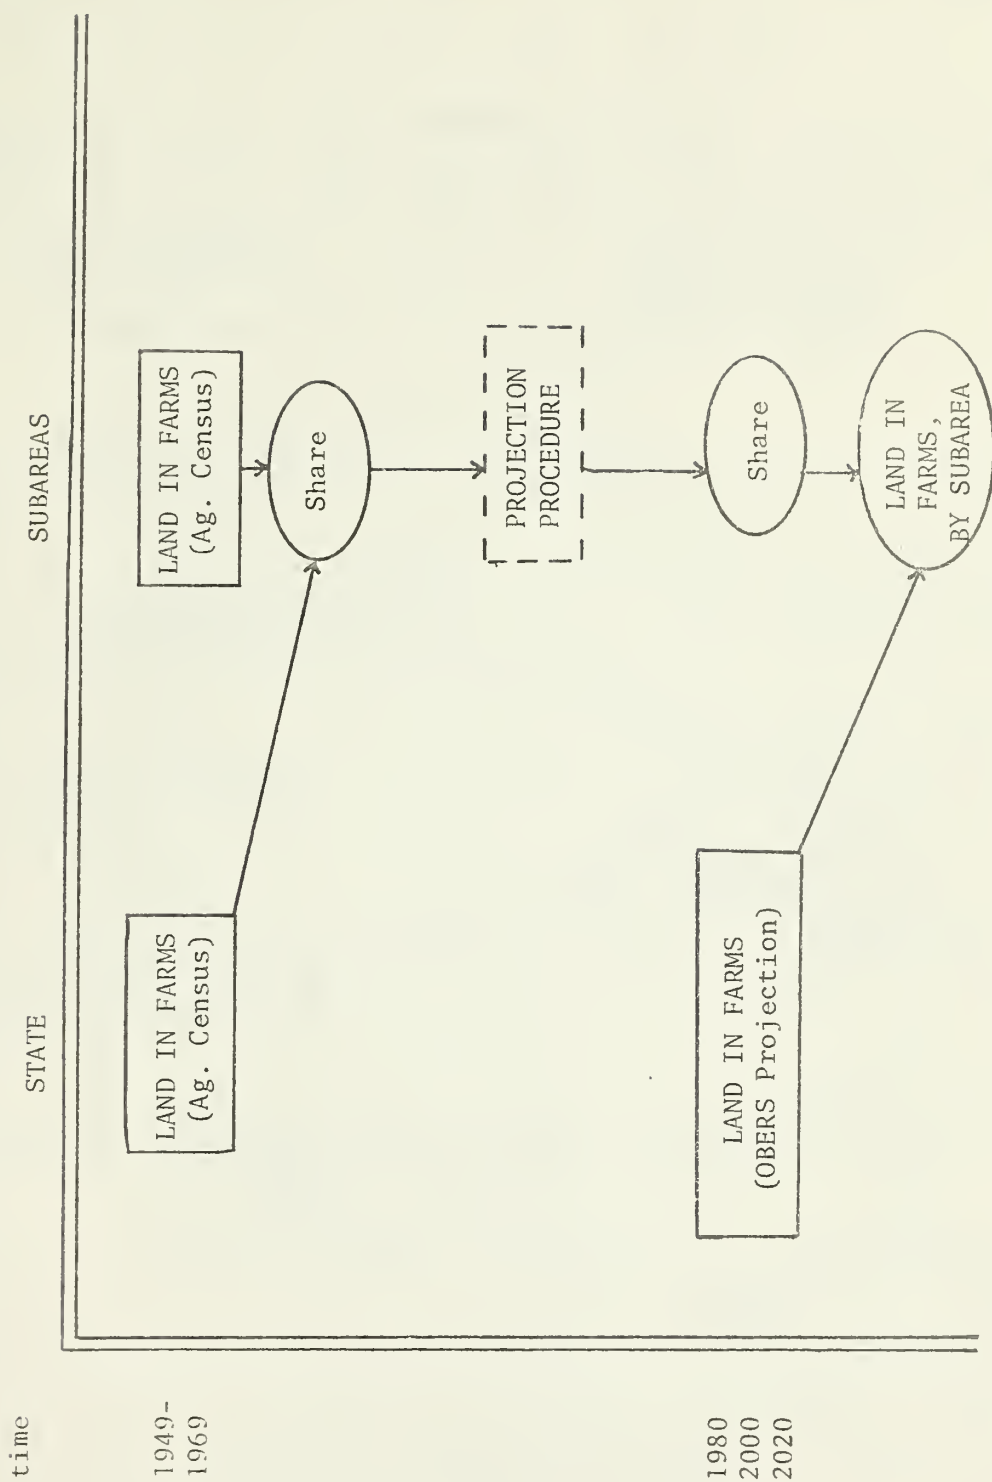 time
STATE
SUBAREAS
1949-
1969
LAND IN FARMS
(Ag. Census)
LAND IN FARMS
(Ag. Census)
Share
PROJECTION
PROCEDURE
1980
2000
2020
LAND IN FARMS
(OBERS Projection)
Share
LAND IN
FARMS,
BY SUBAREA